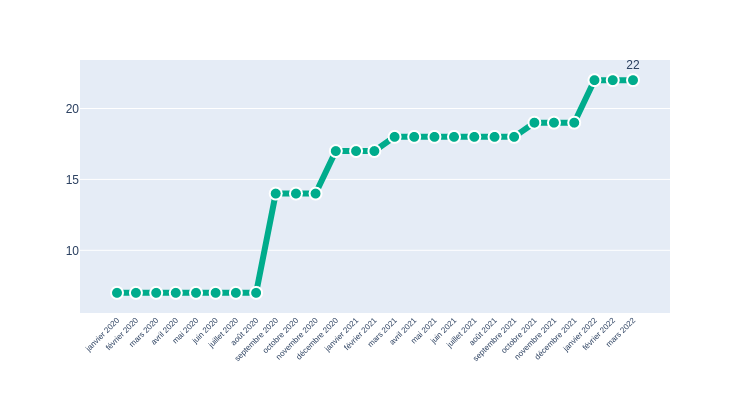 22
20
15
10
janvier 2020
février 2020
mars 2020
avril 2020
mai 2020
juin 2020
juillet 2020
août 2020
septembre 2020
octobre 2020
novembre 2020
décembre 2020
janvier 2021
février 2021
mars 2021
avril 2021
mai 2021
juin 2021
juillet 2021
août 2021
septembre 2021
octobre 2021
novembre 2021
décembre 2021
janvier 2022
février 2022
mars 2022